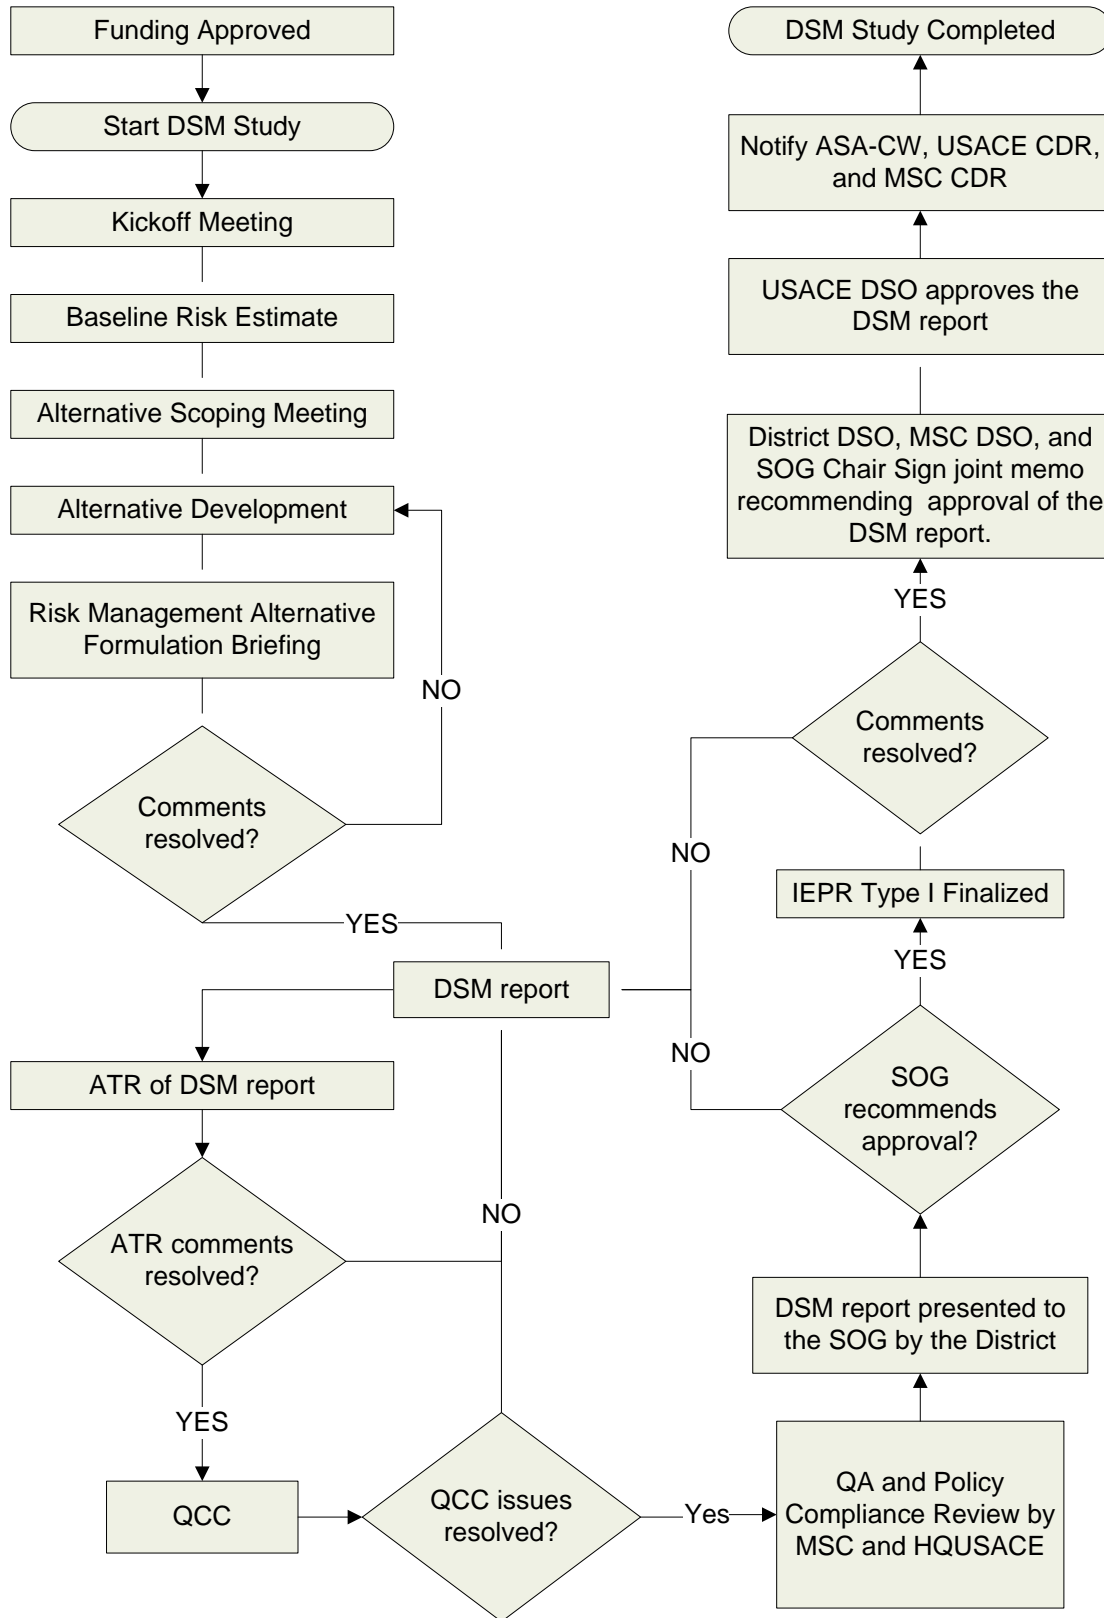 Funding Approved
Start DSM Study
Kickoff Meeting
Baseline Risk Estimate
Alternative Scoping Meeting
Alternative Development
Risk Management Alternative
Formulation Briefing
NO
Comments
resolved?
YES
DSM report
ATR of DSM report
ATR comments
resolved?
NO
YES
QCC
QCC issues
resolved?
Yes
QA and Policy
Compliance Review by
MSC and HQUSACE
DSM report presented to
the SOG by the District
SOG
recommends
approval?
NO
YES
IEPR Type I Finalized
Comments
resolved?
NO
YES
District DSO, MSC DSO, and
SOG Chair Sign joint memo
recommending approval of the
DSM report.
USACE DSO approves the
DSM report
Notify ASA-CW, USACE CDR,
and MSC CDR
DSM Study Completed